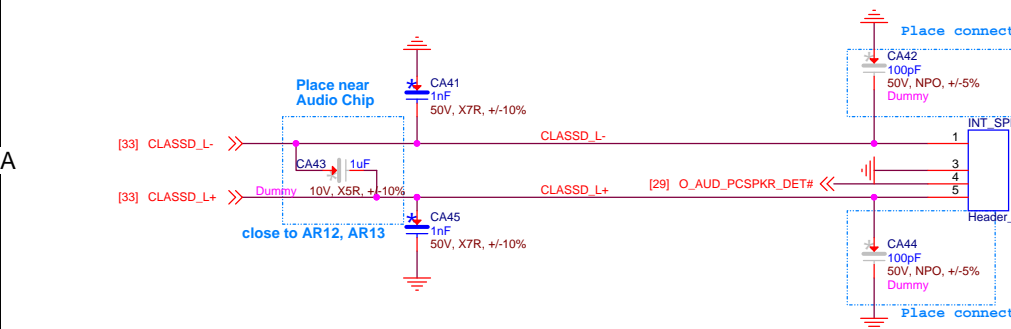 Place connect
CA42
100pF
50V, NPO, +/-5%
Dummy
Place near
Audio Chip
CA41
1nF
50V, X7R, +/-10%
INT_SP
[33] CLASSD_L-
CLASSD_L-
1
A
CA43
1uF
3
[29] O_AUD_PCSPKR_DET#
4
Dummy
10V, X5R, +/-10%
[33] CLASSD_L+
CLASSD_L+
5
Header_
close to AR12, AR13
CA45
1nF
50V, X7R, +/-10%
CA44
100pF
50V, NPO, +/-5%
Dummy
Place connect